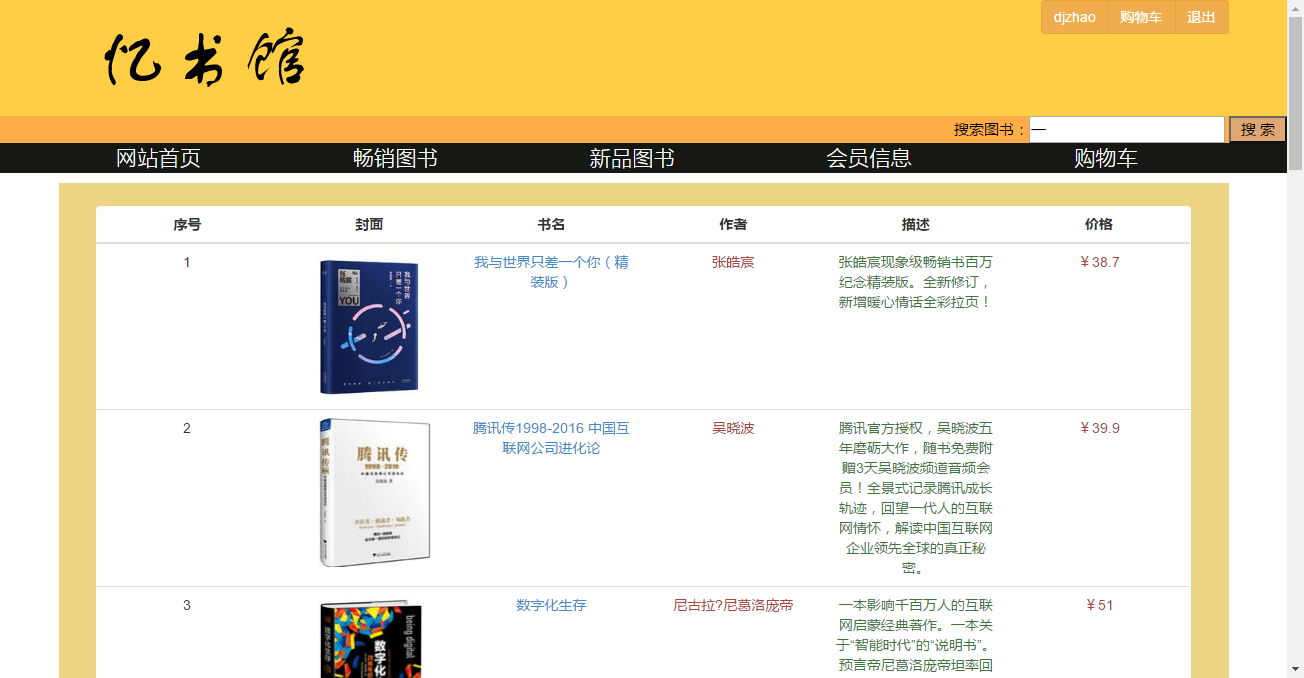 djzhao 购物车 退出
忆书馆
搜索图书：一 搜 索
网站首页 畅销图书 新品图书 会员信息 购物车
序号 封面 书名 作者 描述 价格
1 我与世界只差一个你（精 张皓宸 张皓宸现象级畅销书百万 ￥38.7
装版） 纪念精装版。全新修订，
新增暖心情话全彩拉页！
我与世界
只差一个你
YOU
2 腾讯传1998-2016 中国互 吴晓波 腾讯官方授权，吴晓波五 ￥39.9
联网公司进化论 年磨砺大作，随书免费附
赠3天吴晓波频道音频会
员！全景式记录腾讯成长
轨迹，回望一代人的互联
网情怀，解读中国互联网
企业领先全球的真正秘
密。
腾讯传
1998-2016
3 数字化生存 尼古拉?尼葛洛庞帝 一本影响千百万人的互联 ￥51
网启蒙经典著作。一本关
于“智能时代”的“说明书”。
预言帝尼葛洛庞帝坦率回
being digital
数字化